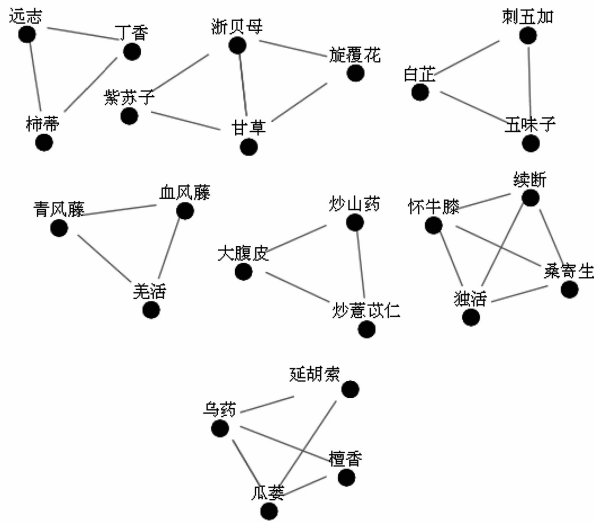 远志
丁香
柿蒂
浙贝母
旋覆花
紫苏子
甘草
刺五加
白芷
五味子
青风藤
血风藤
羌活
炒山药
大腹皮
炒薏苡仁
续断
怀牛膝
桑寄生
独活
延胡索
乌药
檀香
瓜蒌